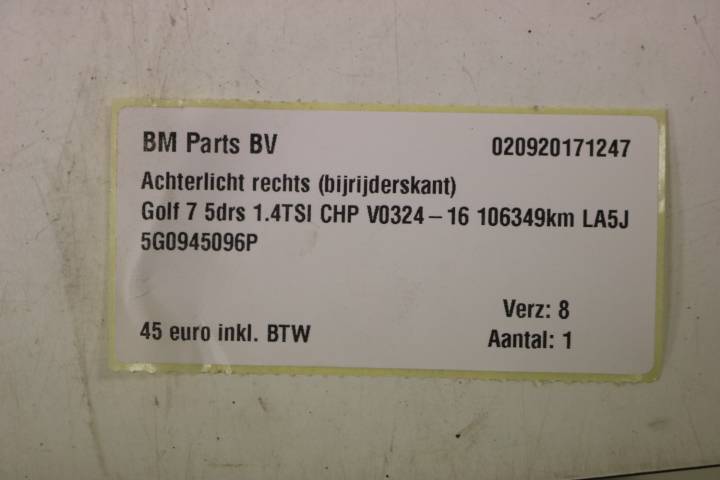 BM Parts BV 020920171247
Achterlicht rechts (bijrijderskant)
Golf 7 5drs 1.4TSI CHP V0324-16 106349km LA5J
5G0945096P
Verz: 8
45 euro inkl. BTW Aantal: 1